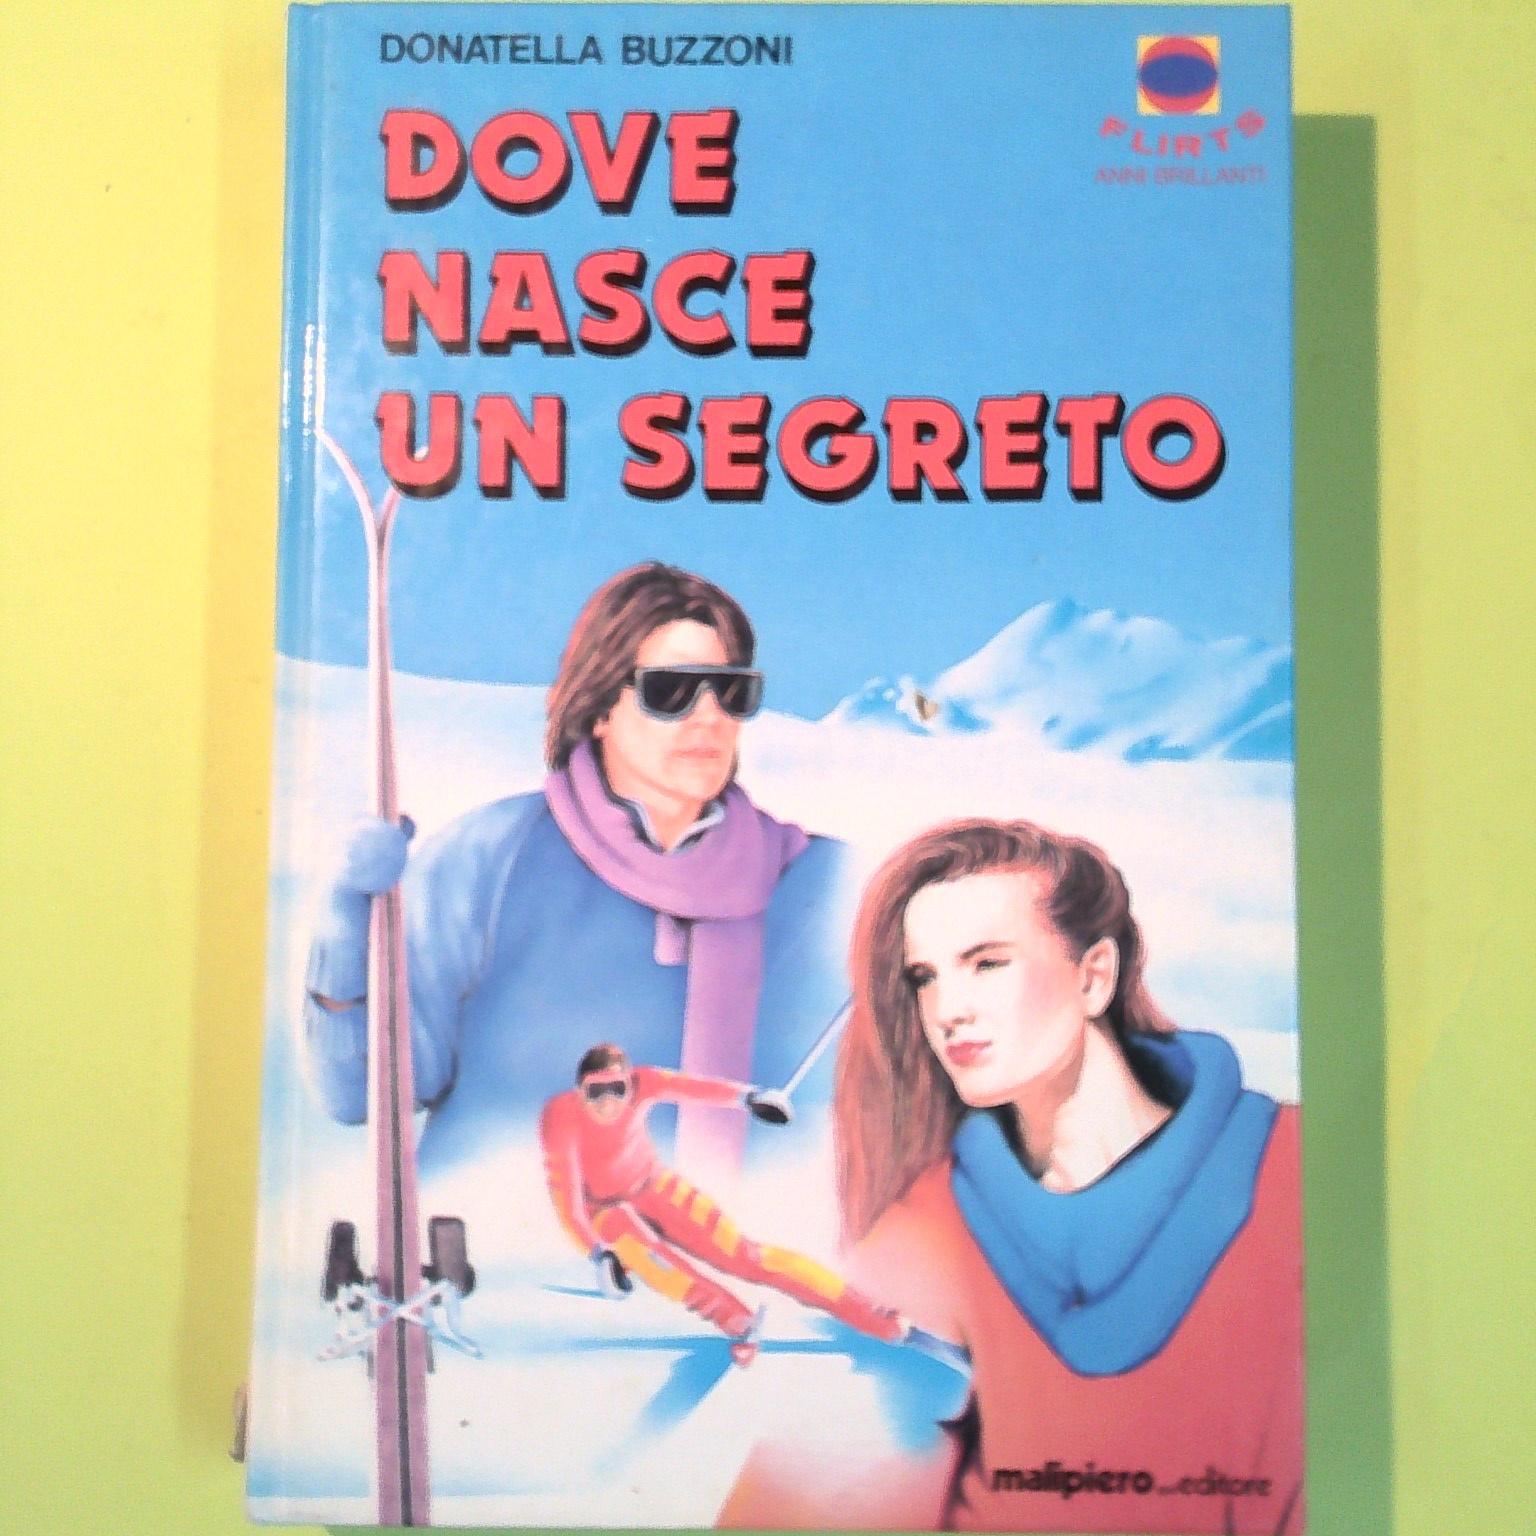 DONATELLA BUZZONI
FLIRTS
ANNI BRILLANTI
DOVE
NASCE
UN SEGRETO
malipiero s.p.a. editore